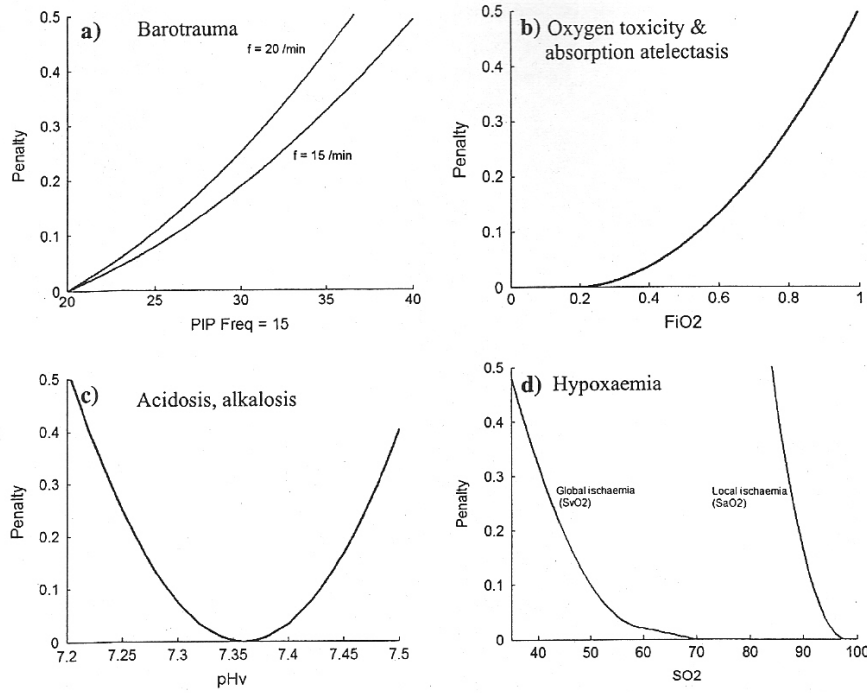 a) Barotrauma
0.5
0.4
0.3
0.2
0.1
0
Penalty
f = 20 /min
f = 15 /min
20 25 30 35 40
PIP Freq = 15
b) Oxygen toxicity &
absorption atelectasis
0.5
0.4
0.3
0.2
0.1
0
Penalty
0 0.2 0.4 0.6 0.8 1
FiO2
c) Acidosis, alkalosis
0.5
0.4
0.3
0.2
0.1
0
Penalty
7.2 7.25 7.3 7.35 7.4 7.45 7.5
pHv
d) Hypoxaemia
0.5
0.4
0.3
0.2
0.1
0
Penalty
Global ischaemia
(SvO2)
Local ischaemia
(SaO2)
40 50 60 70 80 90 100
SO2